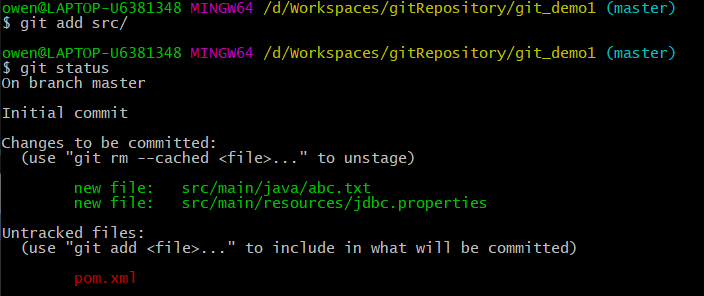 owen@LAPTOP-U6381348 MINGW64 /d/Workspaces/gitRepository/git_demo1 (master)
$ git add src/
owen@LAPTOP-U6381348 MINGW64 /d/Workspaces/gitRepository/git_demo1 (master)
$ git status
On branch master
Initial commit
Changes to be committed:
  (use "git rm --cached <file>..." to unstage)
        new file:   src/main/java/abc.txt
        new file:   src/main/resources/jdbc.properties
Untracked files:
  (use "git add <file>..." to include in what will be committed)
        pom.xml